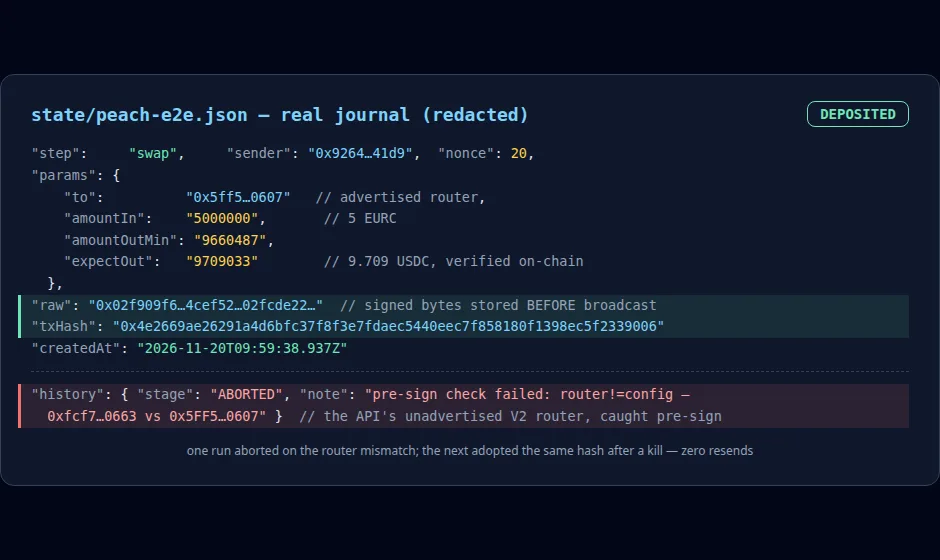 state/peach-e2e.json — real journal (redacted)
DEPOSITED
"step": "swap", "sender": "0x9264…41d9", "nonce": 20,
"params": {
"to": "0x5ff5…0607" // advertised router,
"amountIn": "5000000", // 5 EURC
"amountOutMin": "9660487",
"expectOut": "9709033" // 9.709 USDC, verified on-chain
},
"raw": "0x02f909f6…4cef52…02fcde22…" // signed bytes stored BEFORE broadcast
"txHash": "0x4e2669ae26291a4d6bfc37f8f3e7fdaec5440eec7f858180f1398ec5f2339006"
"createdAt": "2026-11-20T09:59:38.937Z"
"history": { "stage": "ABORTED", "note": "pre-sign check failed: router!=config —
0xfcf7…0663 vs 0x5FF5…0607" } // the API's unadvertised V2 router, caught pre-sign
one run aborted on the router mismatch; the next adopted the same hash after a kill — zero resends